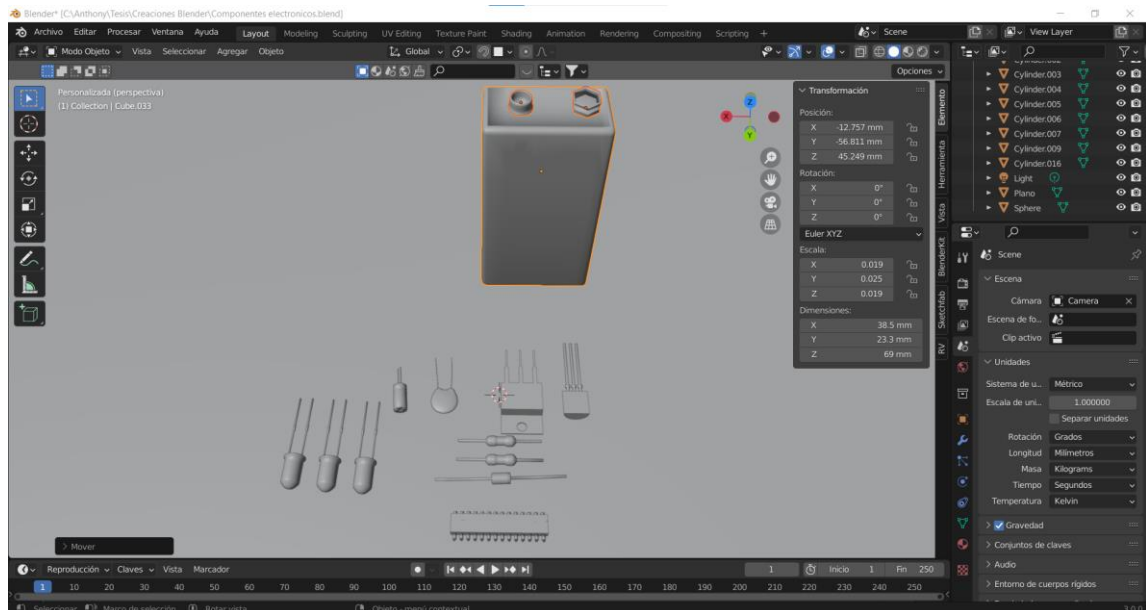 Blender* [C:\Anthony\Tesis\Creaciones Blender\Componentes electronicos.blend]
Archivo Editar Procesar Ventana Ayuda Layout Modeling Sculpting UV Editing Texture Paint Shading Animation Rendering Compositing Scripting + Scene View Layer
Modo Objeto Vista Seleccionar Agregar Objeto Global
Opciones
Personalizada (perspectiva)
(1) Collection | Cube.033
X
Y
Z
Transformación
Posición:
X -12.757 mm
Y -56.811 mm
Z 45.249 mm
Rotación:
X 0°
Y 0°
Z 0°
Euler XYZ
Escala:
X 0.019
Y 0.025
Z 0.019
Dimensiones:
X 38.5 mm
Y 23.3 mm
Z 69 mm
Elemento
Herramienta
Vista
BlenderKit
Sketchfab
RV
Cylinder.003
Cylinder.004
Cylinder.005
Cylinder.006
Cylinder.007
Cylinder.009
Cylinder.016
Light
Plano
Sphere
Scene
Escena
Cámara Camera
Escena de fo..
Clip activo
Unidades
Sistema de u.. Métrico
Escala de uni.. 1.000000
Separar unidades
Rotación Grados
Longitud Milímetros
Masa Kilograms
Tiempo Segundos
Temperatura Kelvin
Gravedad
Conjuntos de claves
Audio
Entorno de cuerpos rígidos
> Mover
Reproducción Claves Vista Marcador 1 Inicio 1 Fin 250
1 10 20 30 40 50 60 70 80 90 100 110 120 130 140 150 160 170 180 190 200 210 220 230 240 250
Seleccionar Marco de selección Rotar vista Objeto - menú contextual 3.0.0